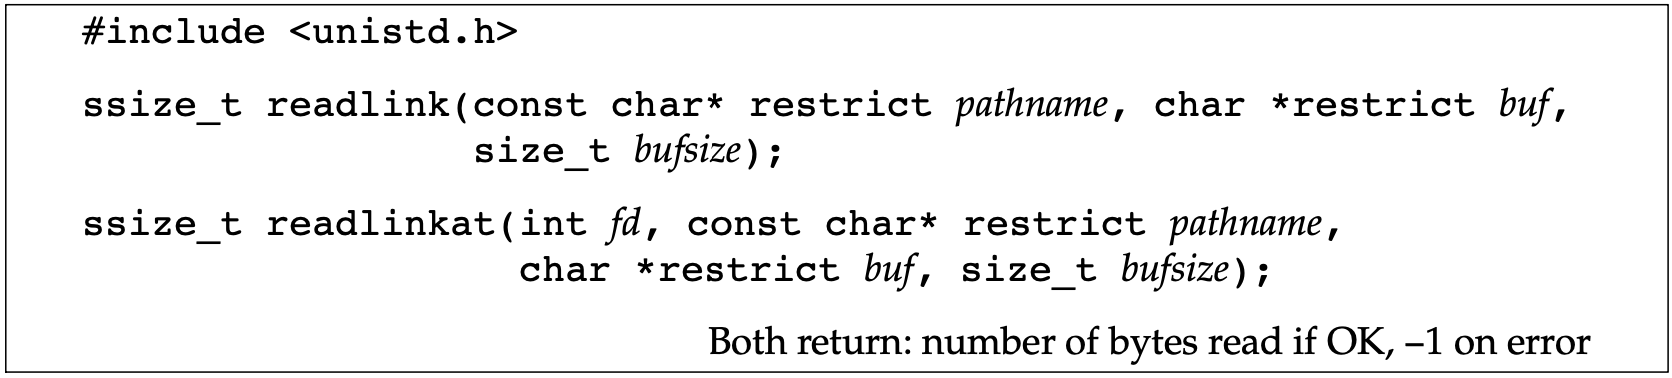 #include <unistd.h>
ssize_t readlink(const char* restrict pathname, char *restrict buf,
size_t bufsize);
ssize_t readlinkat(int fd, const char* restrict pathname,
char *restrict buf, size_t bufsize);
Both return: number of bytes read if OK, –1 on error